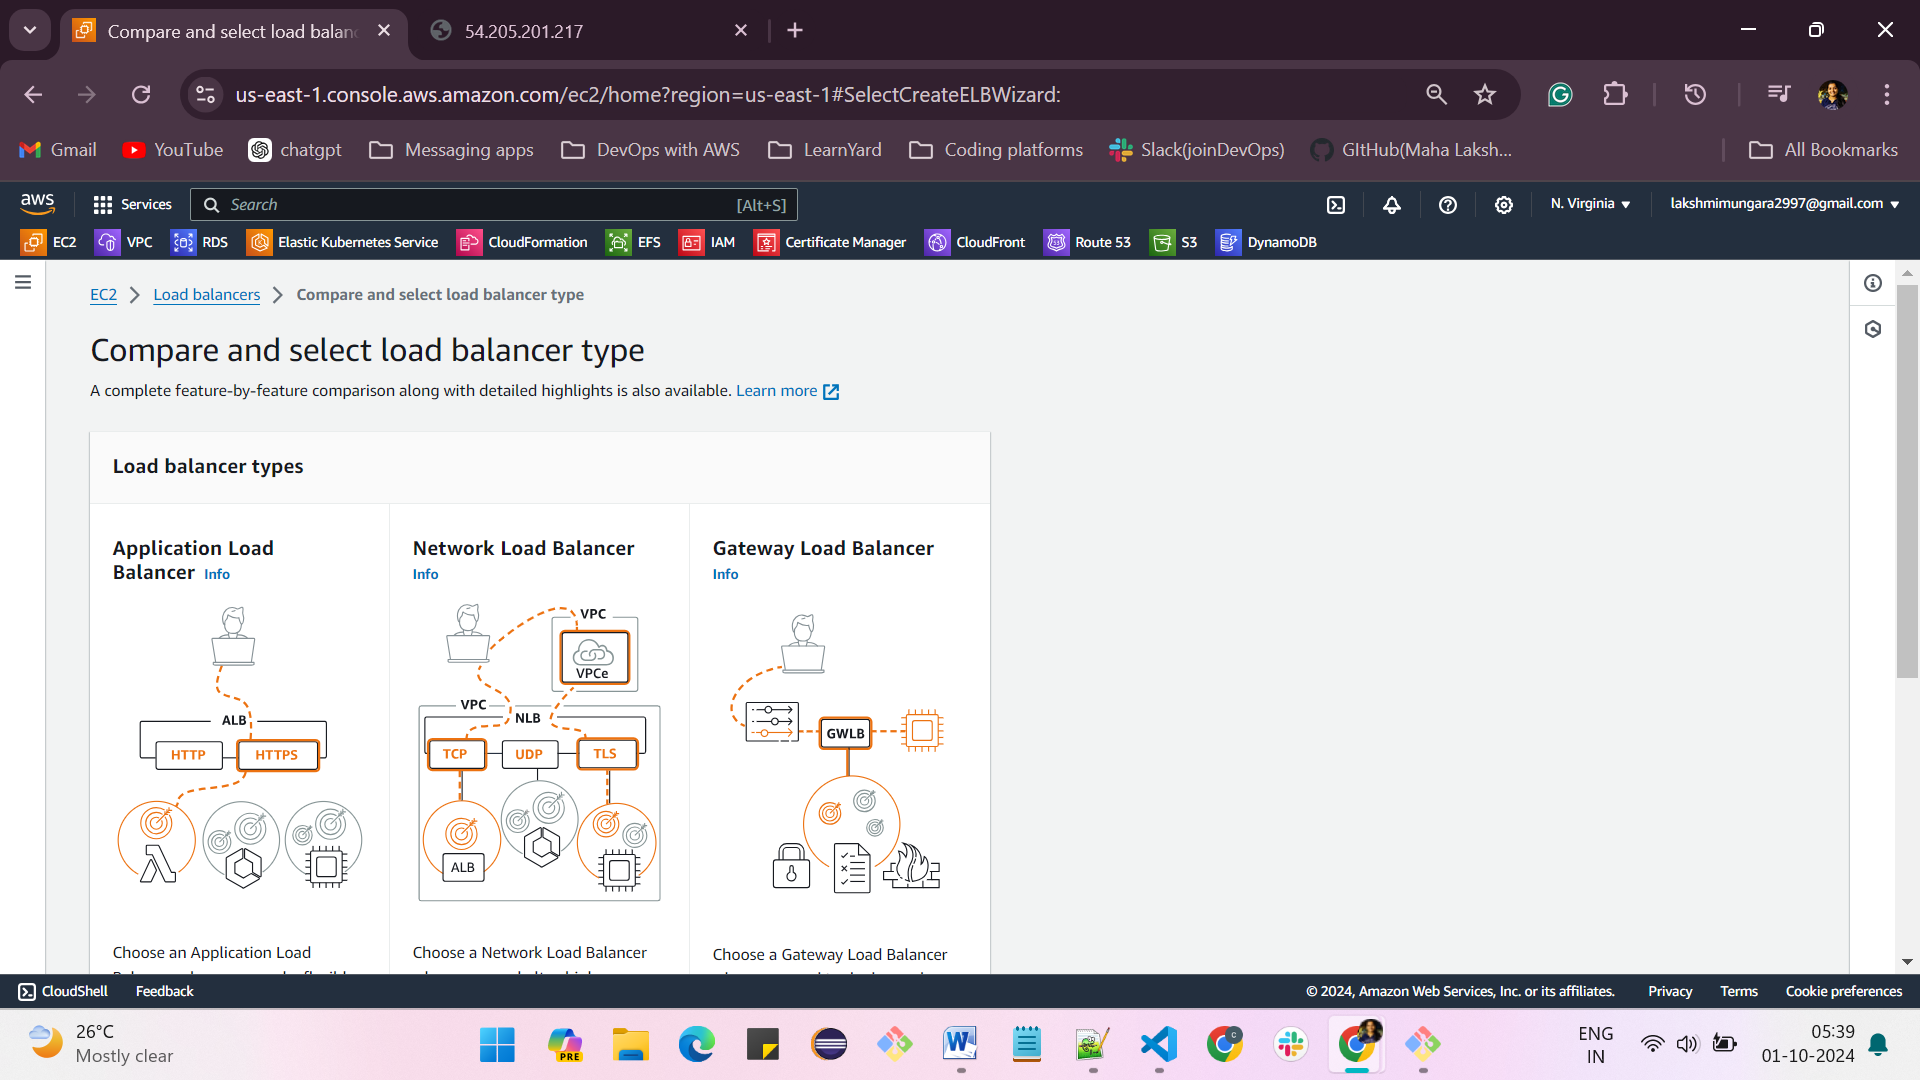 Compare and select load balan
54.205.201.217
us-east-1.console.aws.amazon.com/ec2/home?region=us-east-1#SelectCreateELBWizard:
Gmail YouTube chatgpt Messaging apps DevOps with AWS LearnYard Coding platforms Slack(joinDevOps) GItHub(Maha Laksh... All Bookmarks
aws Services Search [Alt+S] N. Virginia lakshmimungara2997@gmail.com
EC2 VPC RDS Elastic Kubernetes Service CloudFormation EFS IAM Certificate Manager CloudFront Route 53 S3 DynamoDB
EC2 Load balancers Compare and select load balancer type
Compare and select load balancer type
A complete feature-by-feature comparison along with detailed highlights is also available. Learn more
Load balancer types
Application Load
Balancer Info
ALB
HTTP HTTPS
Choose an Application Load
Network Load Balancer
Info
VPC
VPCe
VPC
NLB
TCP UDP TLS
ALB
Choose a Network Load Balancer
Gateway Load Balancer
Info
GWLB
Choose a Gateway Load Balancer
CloudShell Feedback © 2024, Amazon Web Services, Inc. or its affiliates. Privacy Terms Cookie preferences
26°C
Mostly clear
PRE
ENG
IN
05:39
01-10-2024